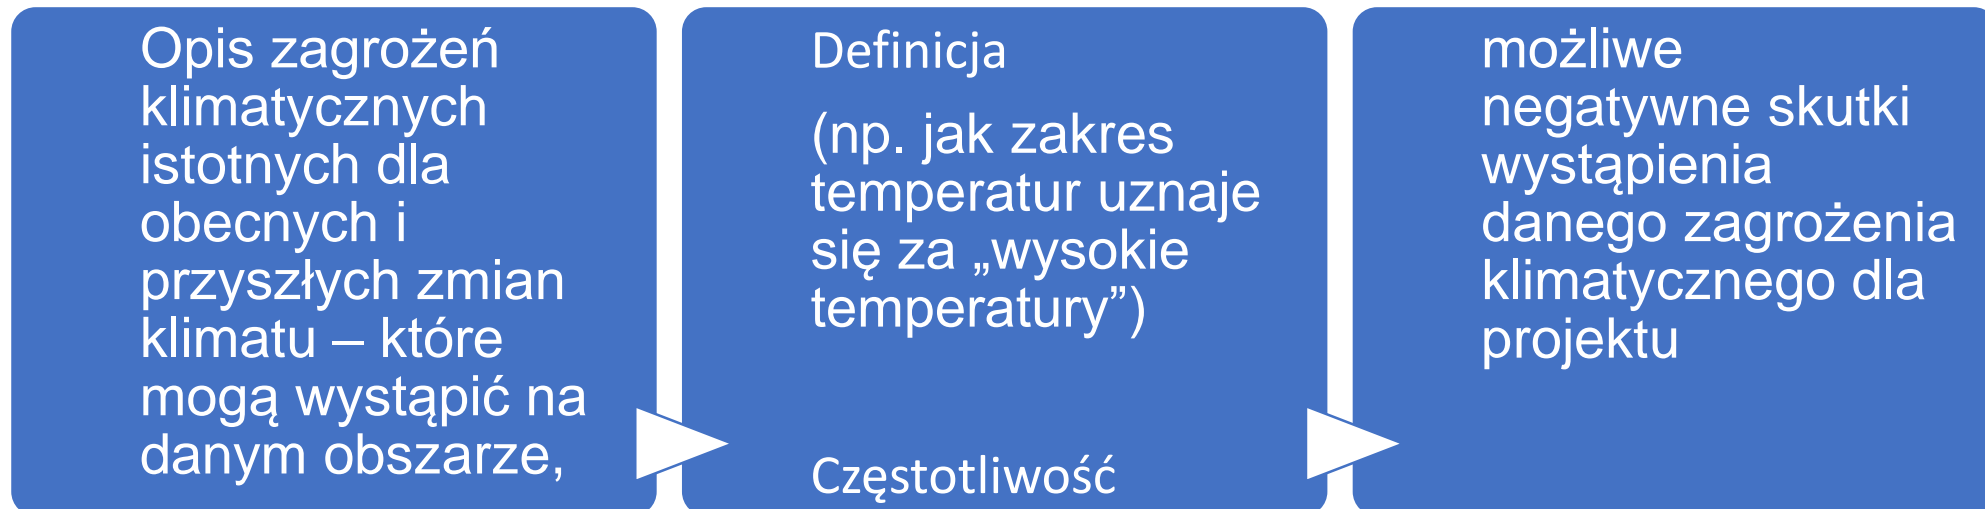 Opis zagrożeń
klimatycznych
istotnych dla
obecnych i
przyszłych zmian
klimatu – które
mogą wystąpić na
danym obszarze,
Definicja
(np. jak zakres
temperatur uznaje
się za „wysokie
temperatury”)
Częstotliwość
możliwe
negatywne skutki
wystąpienia
danego zagrożenia
klimatycznego dla
projektu